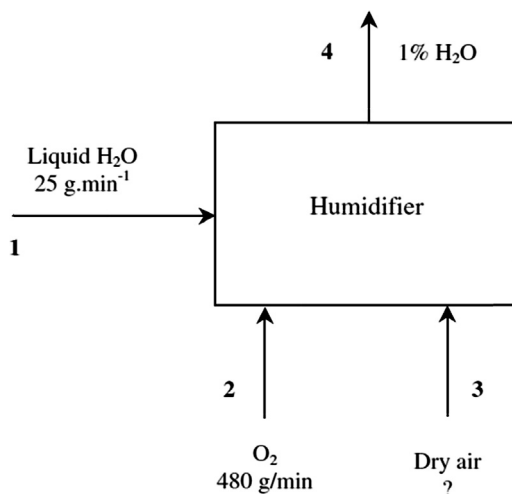 4
1% H₂O
Liquid H₂O
25 g.min⁻¹
Humidifier
1
2
3
O₂
480 g/min
Dry air
?